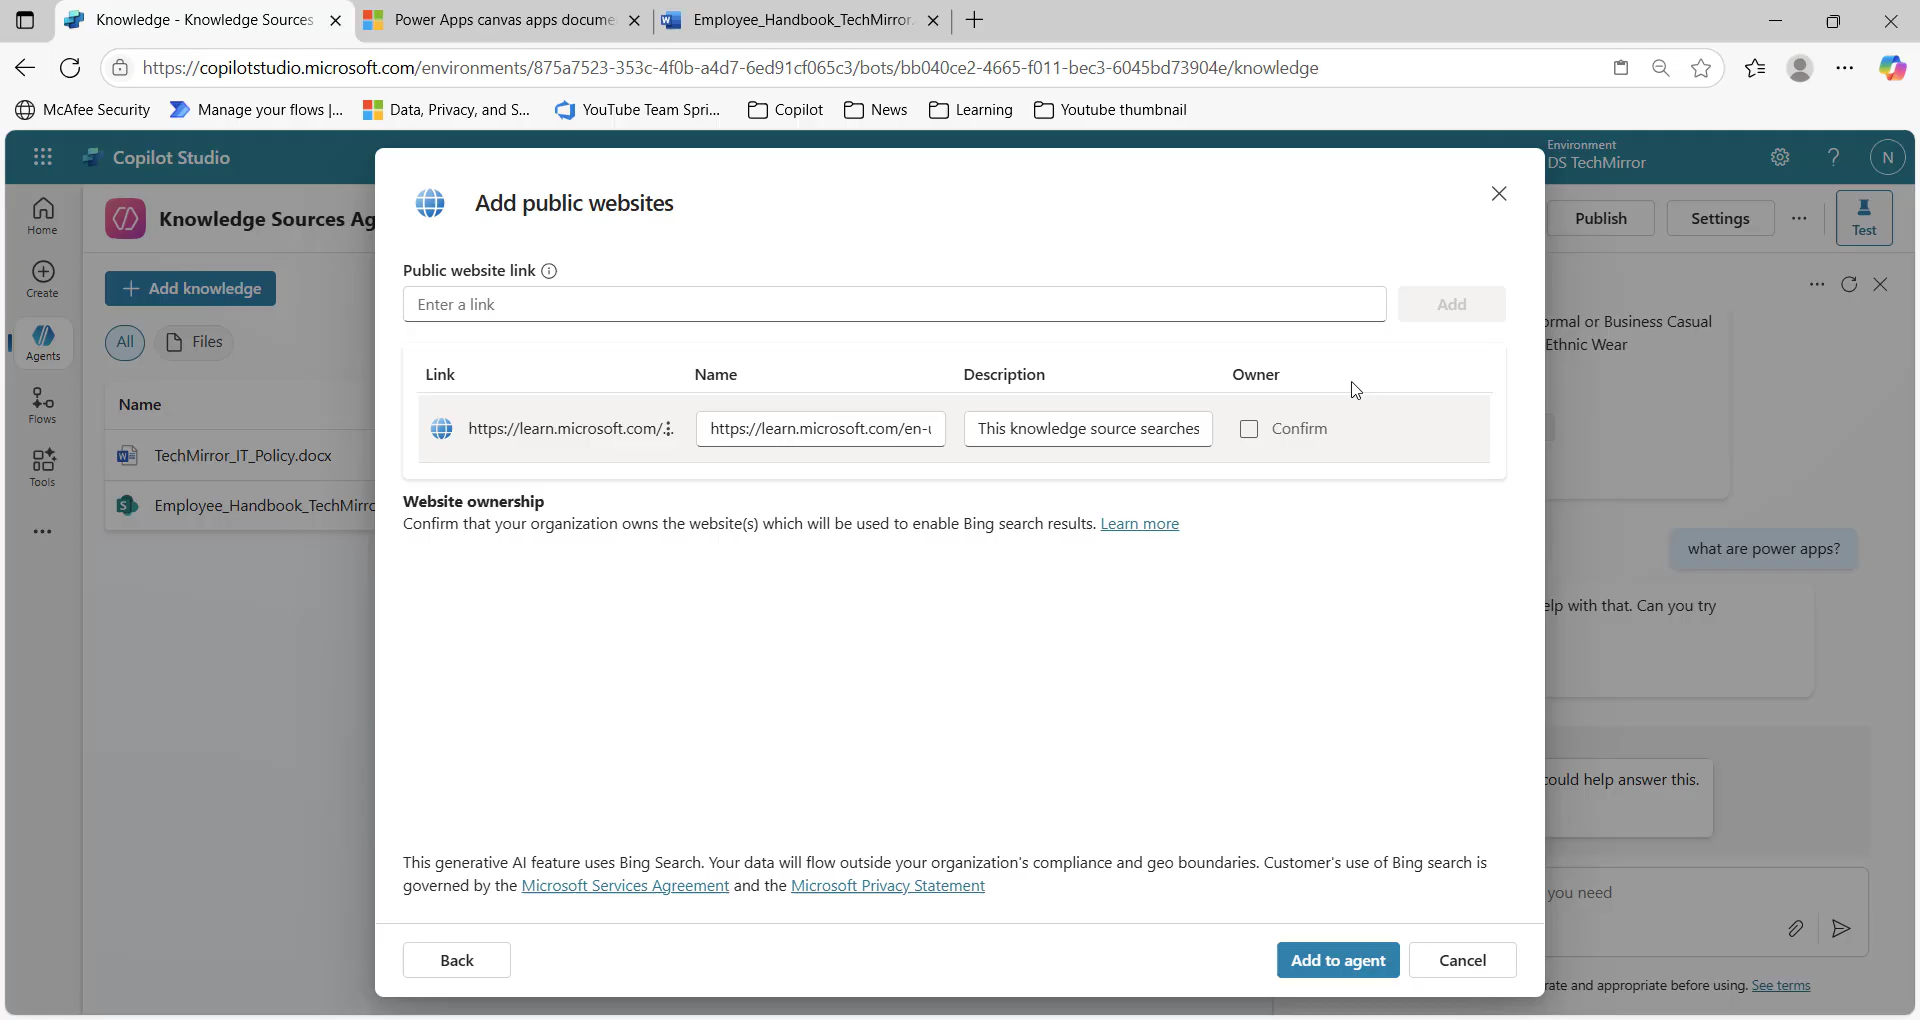 Knowledge - Knowledge Sources
Power Apps canvas apps docume
Employee_Handbook_TechMirror
https://copilotstudio.microsoft.com/environments/875a7523-353c-4f0b-a4d7-6ed91cf065c3/bots/bb040ce2-4665-f011-bec3-6045bd73904e/knowledge
McAfee Security
Manage your flows |...
Data, Privacy, and S...
YouTube Team Spri...
Copilot
News
Learning
Youtube thumbnail
Copilot Studio
Environment
DS TechMirror
N
Home
Create
Agents
Flows
Tools
Knowledge Sources Ag
Publish
Settings
Test
Add knowledge
All
Files
Name
TechMirror_IT_Policy.docx
Employee_Handbook_TechMirro
Add public websites
Public website link
Enter a link
Add
Link Name Description Owner
https://learn.microsoft.com/ https://learn.microsoft.com/en-u This knowledge source searches Confirm
Website ownership
Confirm that your organization owns the website(s) which will be used to enable Bing search results. Learn more
This generative AI feature uses Bing Search. Your data will flow outside your organization's compliance and geo boundaries. Customer's use of Bing search is
governed by the Microsoft Services Agreement and the Microsoft Privacy Statement
Back
Add to agent
Cancel
ormal or Business Casual
Ethnic Wear
what are power apps?
elp with that. Can you try
could help answer this.
you need
rate and appropriate before using. See terms